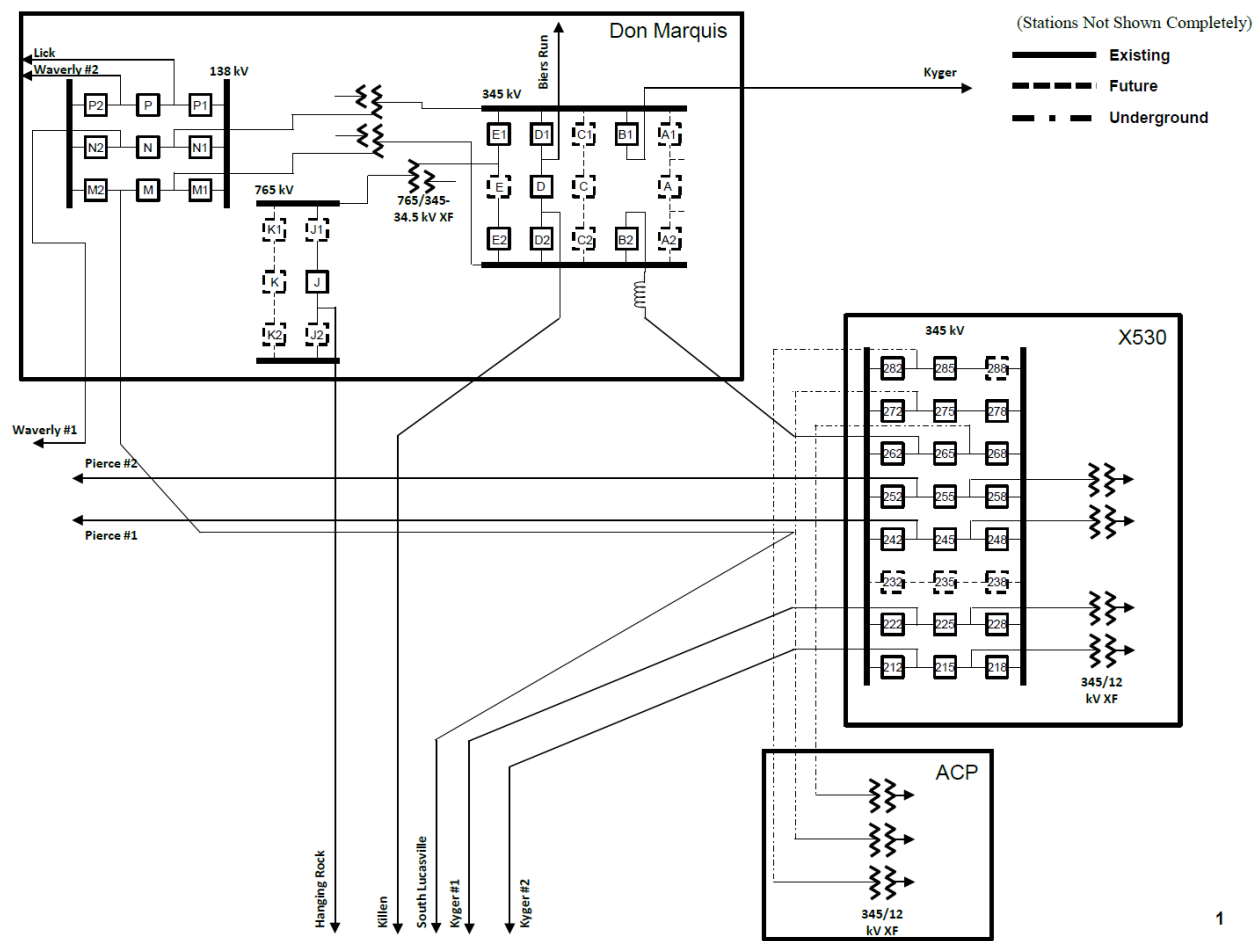 Don Marquis
(Stations Not Shown Completely)
Existing
Future
Underground
Lick
Waverly #2
138 kV
Biers Run
Kyger
345 kV
P2 P P1
N2 N N1
M2 M M1
E1 D1 C1 B1 A1
E D C A
E2 D2 C2 B2 A2
765/345-
34.5 kV XF
765 kV
K1 J1
K J
K2 J2
Waverly #1
Pierce #2
Pierce #1
345 kV
X530
282 285 288
272 275 278
262 265 268
252 255 258
242 245 248
232 235 238
222 225 228
212 215 218
345/12
kV XF
ACP
345/12
kV XF
Hanging Rock
Killen
South Lucasville
Kyger #1
Kyger #2
1